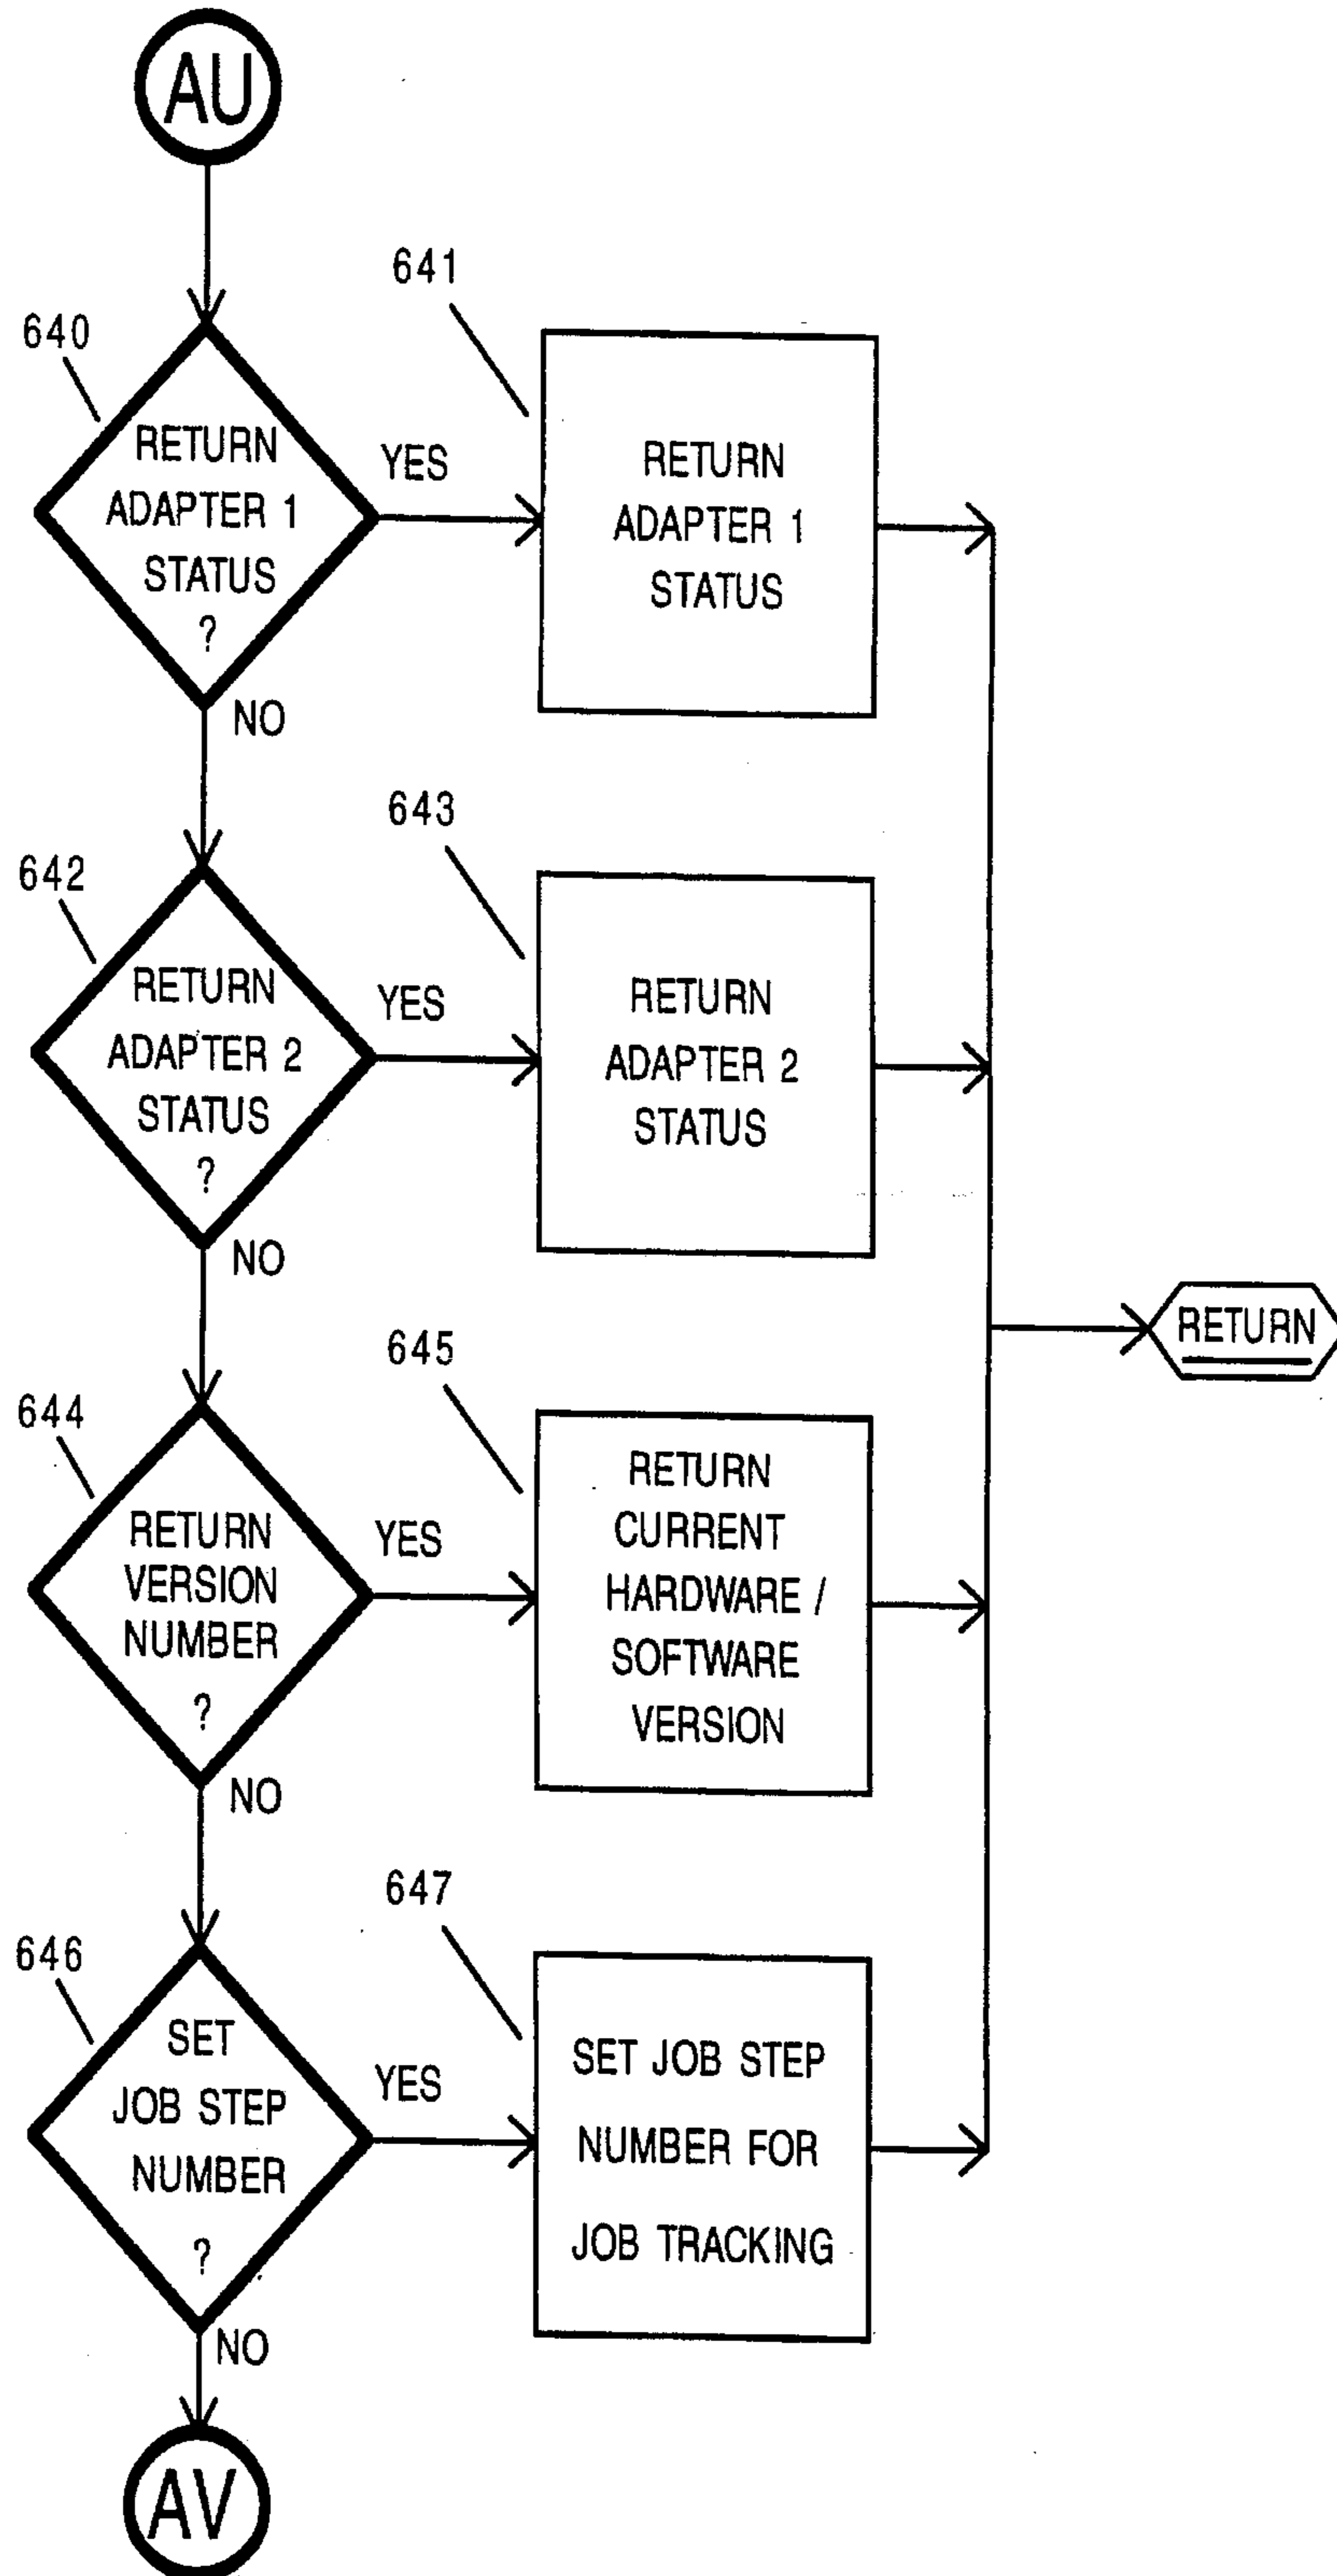 AU
640
RETURN
ADAPTER 1
STATUS
?
YES
NO
641
RETURN
ADAPTER 1
STATUS
642
RETURN
ADAPTER 2
STATUS
?
YES
NO
643
RETURN
ADAPTER 2
STATUS
RETURN
644
RETURN
VERSION
NUMBER
?
YES
NO
645
RETURN
CURRENT
HARDWARE /
SOFTWARE
VERSION
646
SET
JOB STEP
NUMBER
?
YES
NO
647
SET JOB STEP
NUMBER FOR
JOB TRACKING
AV